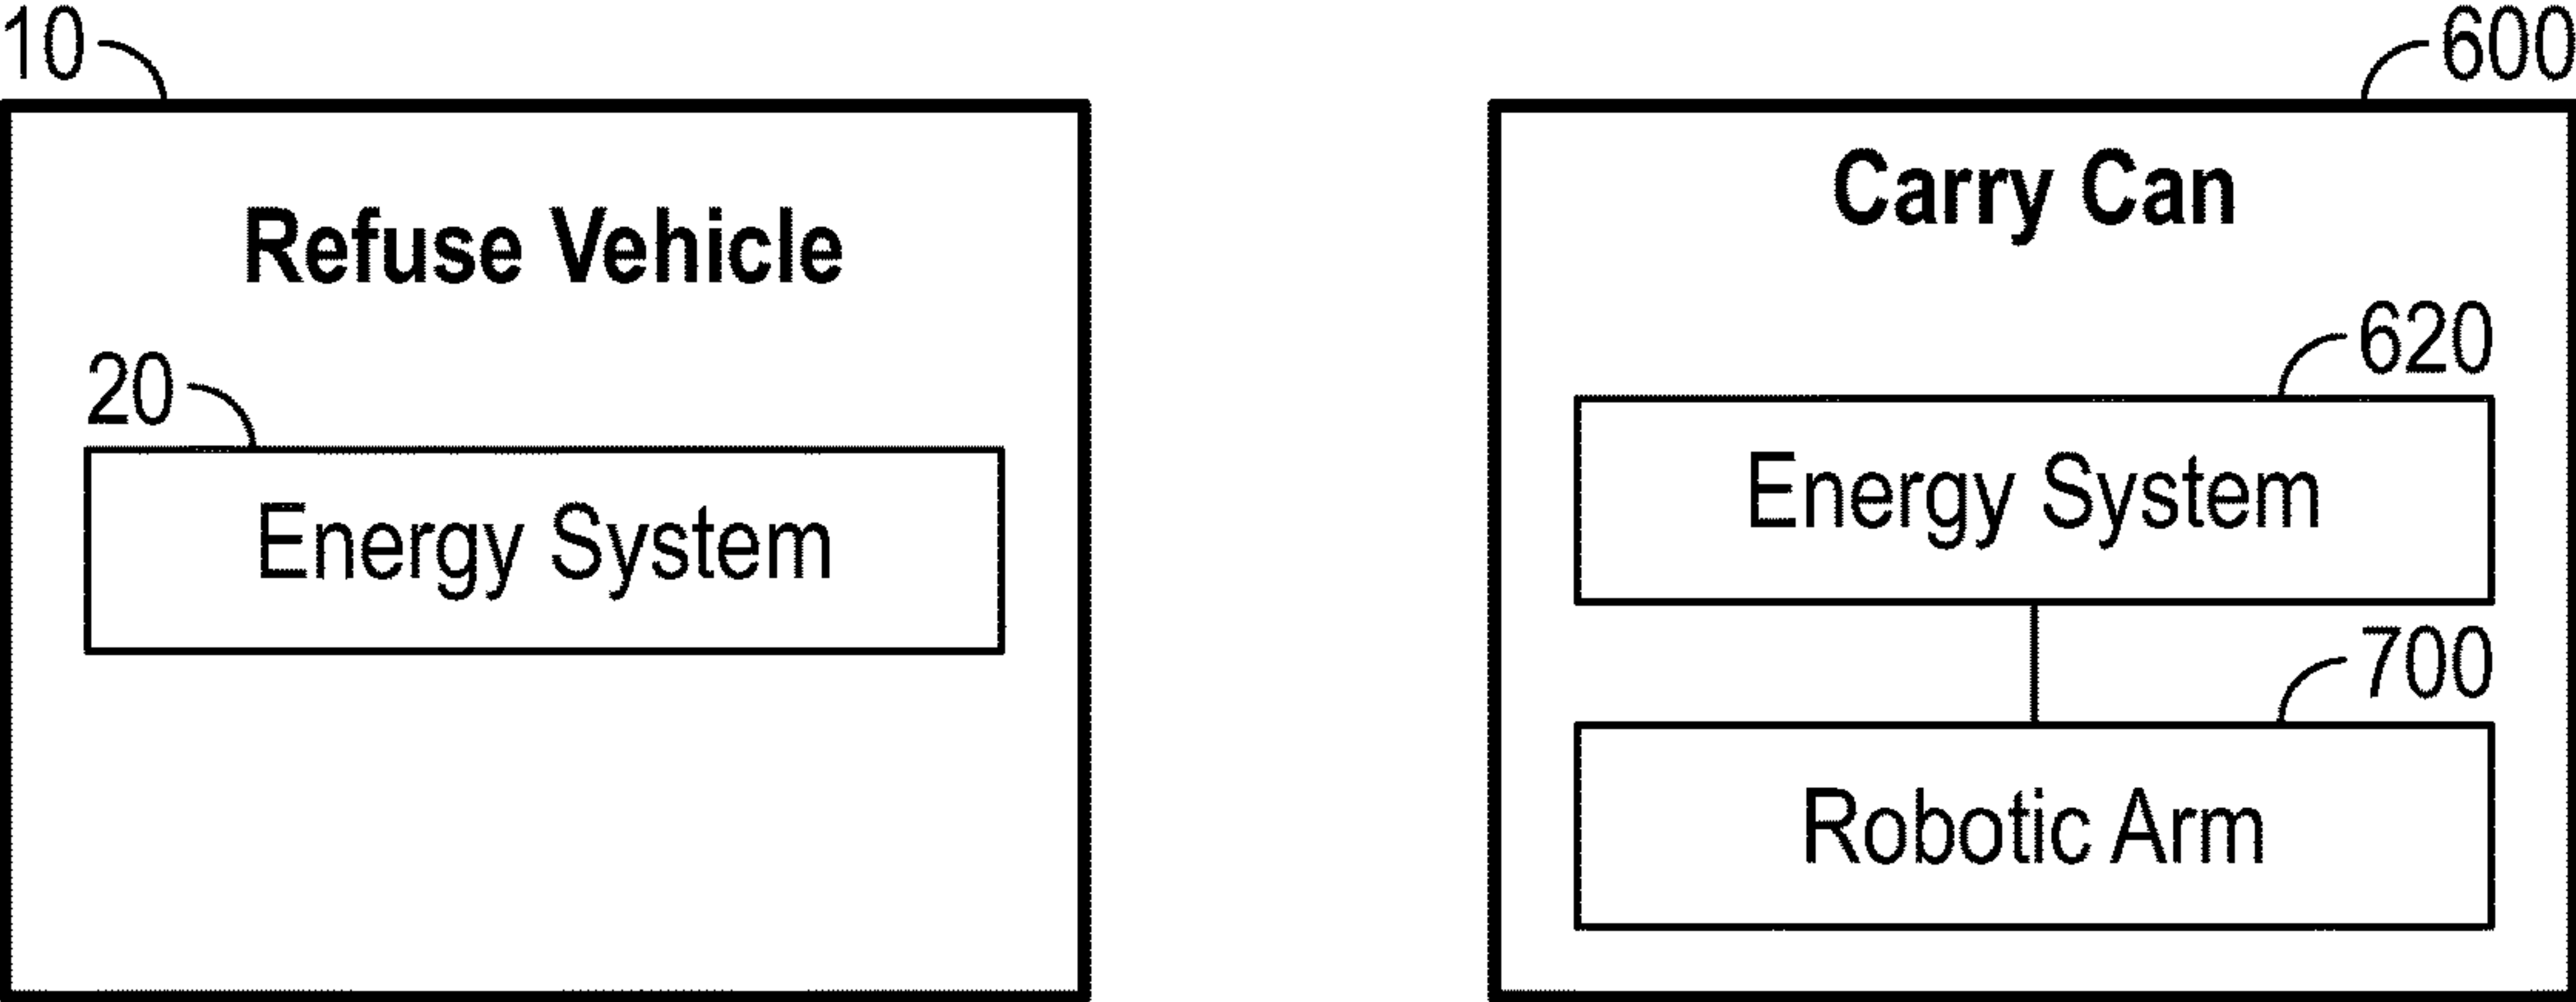 10
Refuse Vehicle
20
Energy System
600
Carry Can
620
Energy System
700
Robotic Arm